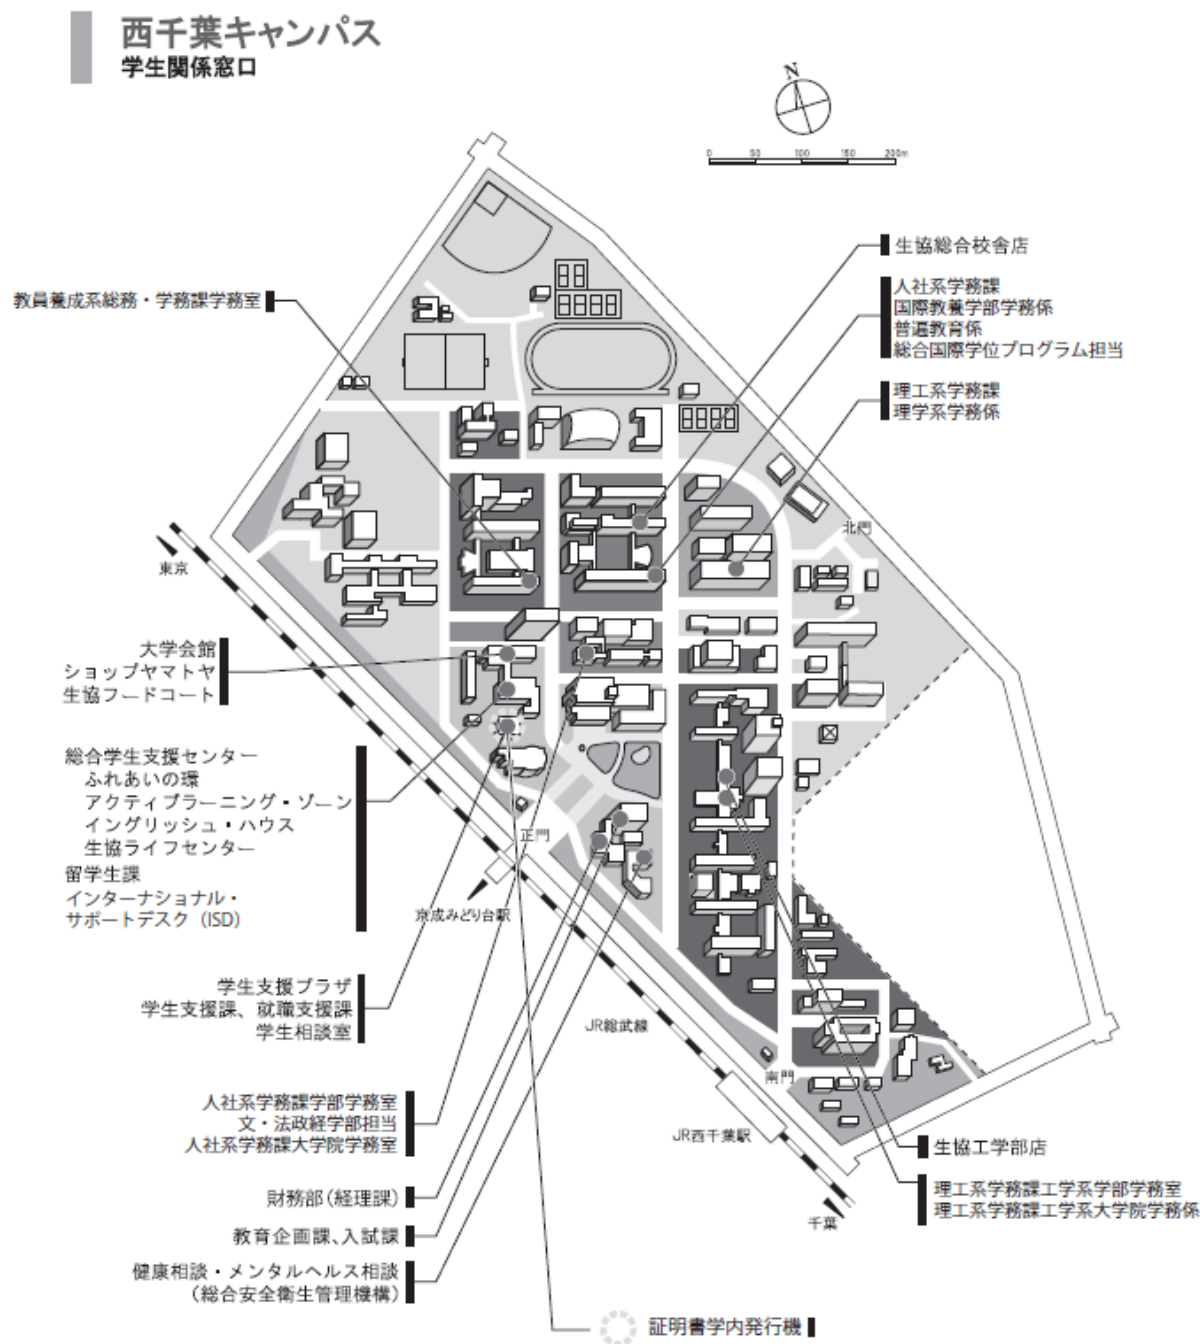 西千葉キャンパス
学生関係窓口
N
0 50 100 150 200m
生協総合校舎店
人社系学務課
国際教養学部学務係
普遍教育係
総合国際学位プログラム担当
教員養成系総務・学務課学務室
理工系学務課
理学系学務係
北門
東京
大学会館
ショップヤマトヤ
生協フードコート
総合学生支援センター
ふれあいの環
アクティブラーニング・ゾーン
イングリッシュ・ハウス
生協ライフセンター
留学生課
インターナショナル・
サポートデスク（ISD）
正門
京成みどり台駅
学生支援プラザ
学生支援課、就職支援課
学生相談室
JR総武線
南門
人社系学務課学部学務室
文・法政経学部担当
人社系学務課大学院学務室
JR西千葉駅
生協工学部店
財務部（経理課）
理工系学務課工学系学部学務室
理工系学務課工学系大学院学務係
千葉
教育企画課、入試課
健康相談・メンタルヘルス相談
（総合安全衛生管理機構）
証明書学内発行機